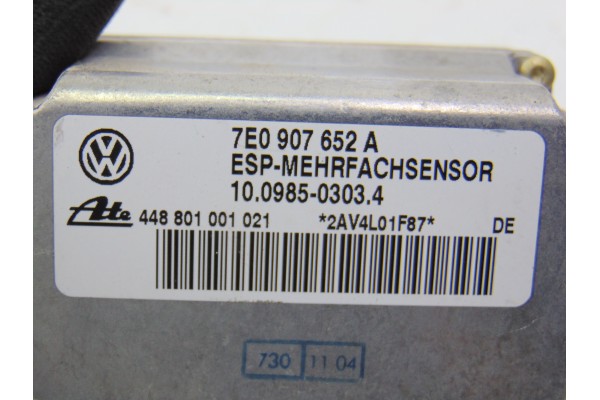 7E0 907 652 A
ESP-MEHRFACHSENSOR
10.0985-0303.4
Ate 448 801 001 021 *2AV4L01F87* DE
730 11 04